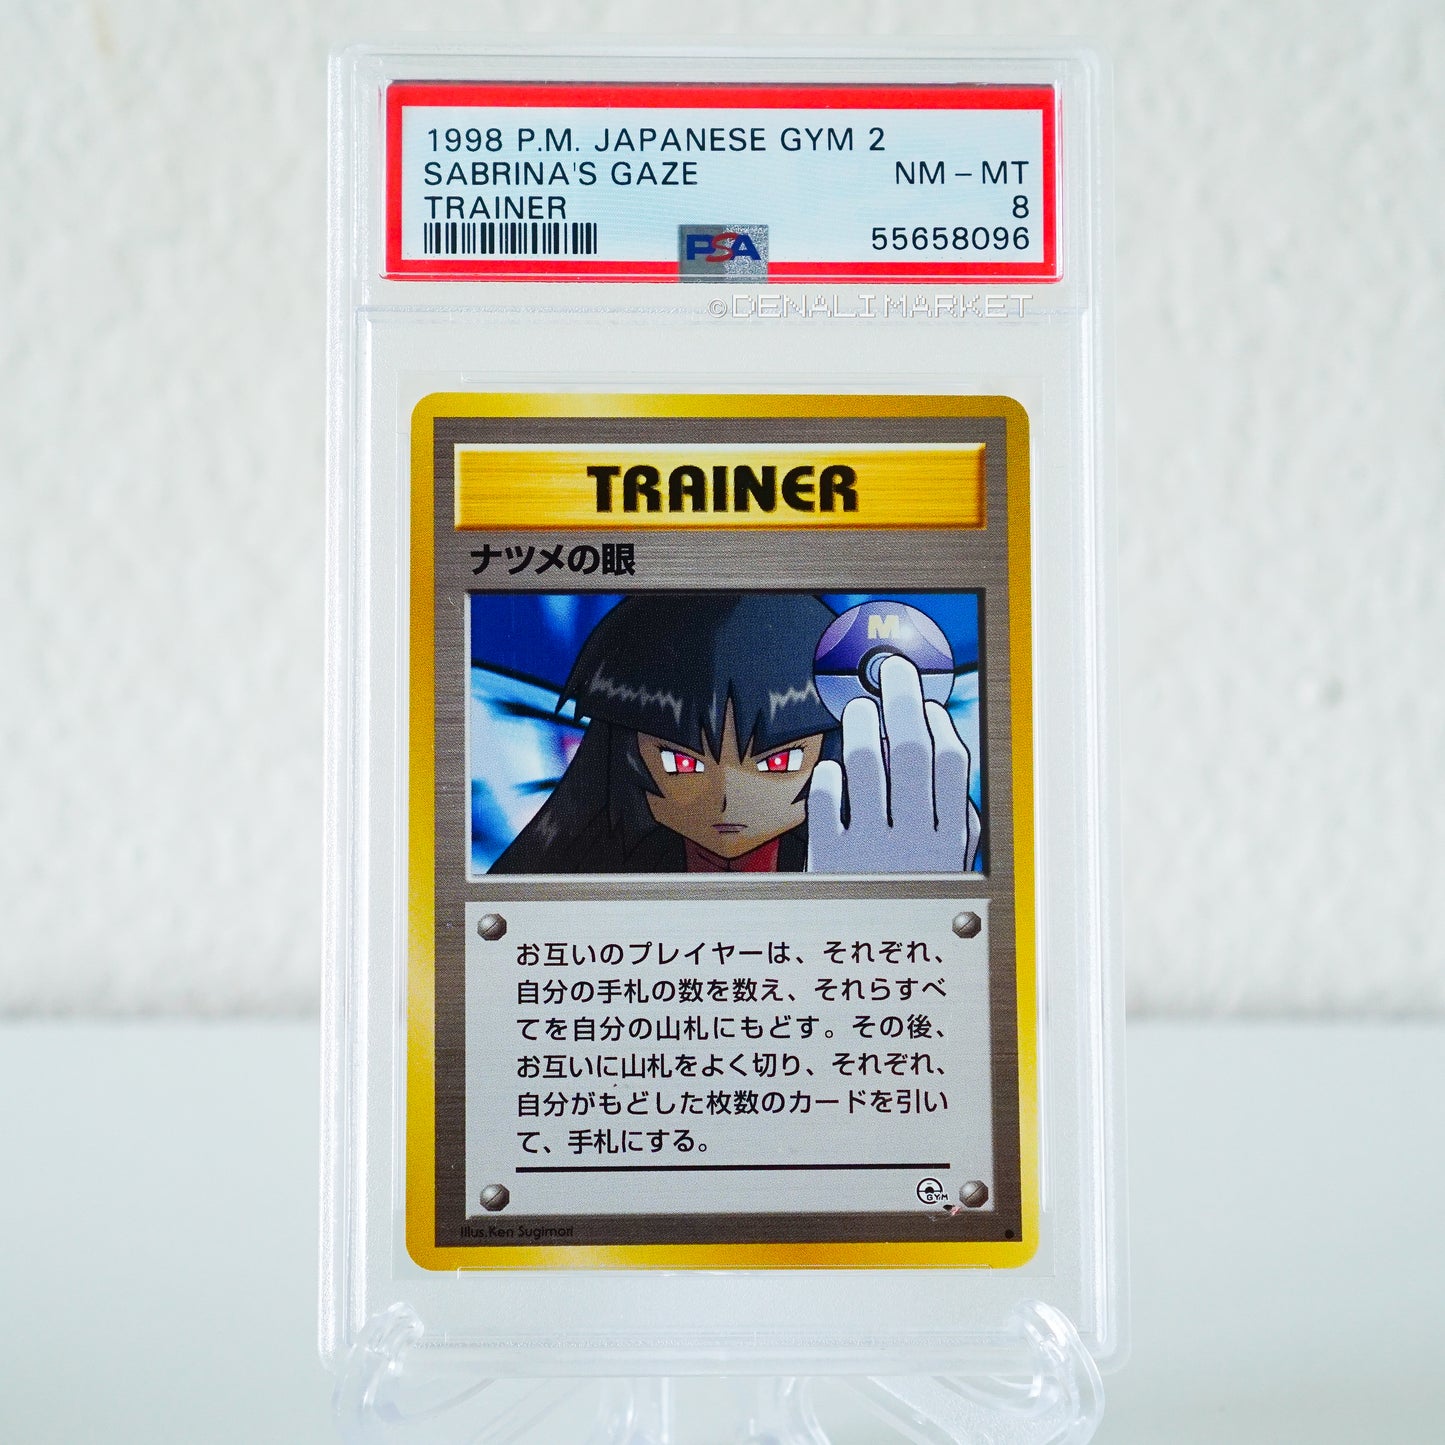 1998 P.M. JAPANESE GYM 2
SABRINA'S GAZE NM - MT
TRAINER 8
55658096
PSA
©DENALI MARKET
TRAINER
ナツメの眼
M
お互いのプレイヤーは、それぞれ、
自分の手札の数を数え、それらすべ
てを自分の山札にもどす。その後、
お互いに山札をよく切り、それぞれ、
自分がもどした枚数のカードを引い
て、手札にする。
GYM
Illus. Ken Sugimori